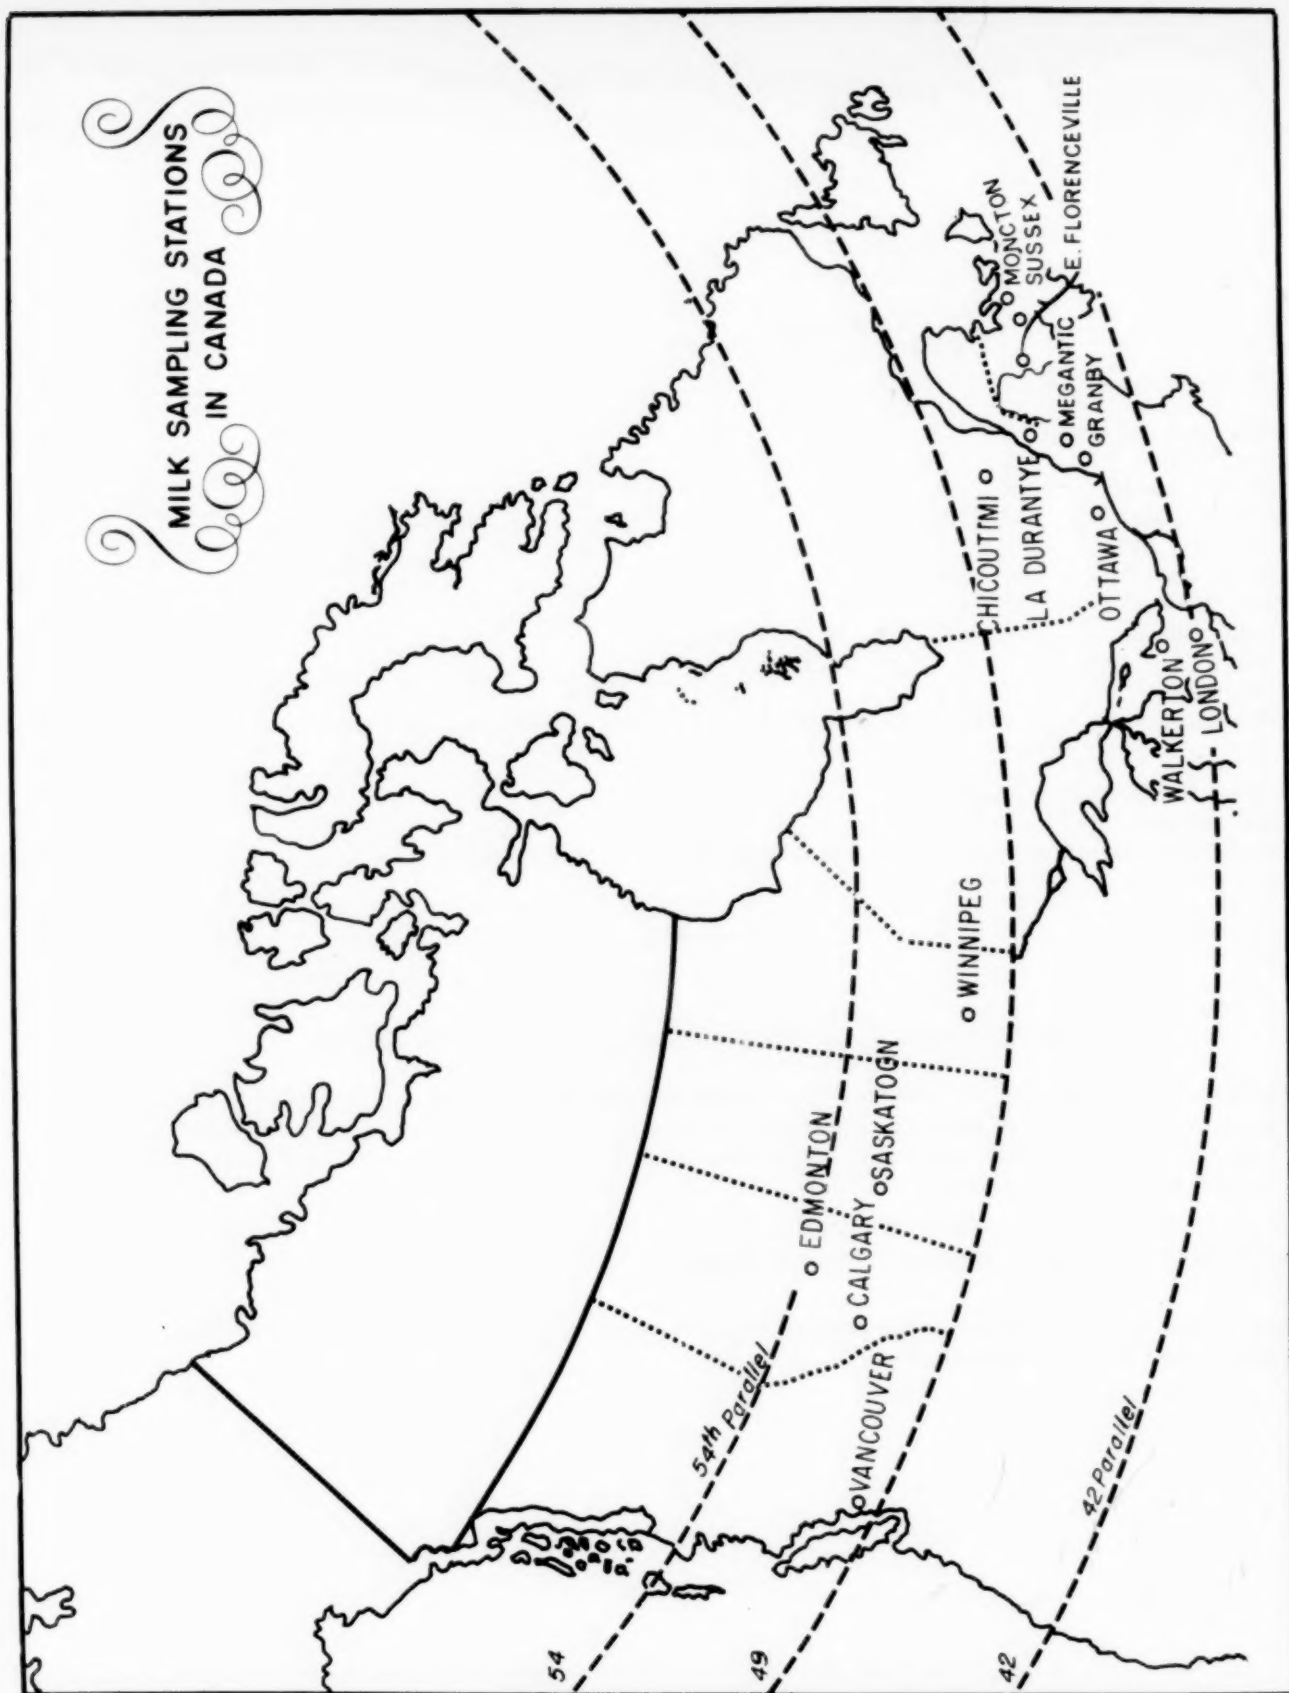 MILK SAMPLING STATIONS
IN CANADA
54
54th Parallel
49
42
42 Parallel
VANCOUVER
CALGARY
EDMONTON
SASKATOGN
WINNIPEG
WALKERTON
LONDON
OTTAWA
CHICOUTIMI
LA DURANTYE
MEGANTIC
GRANBY
MONCTON
SUSSEX
E. FLORENCEVILLE